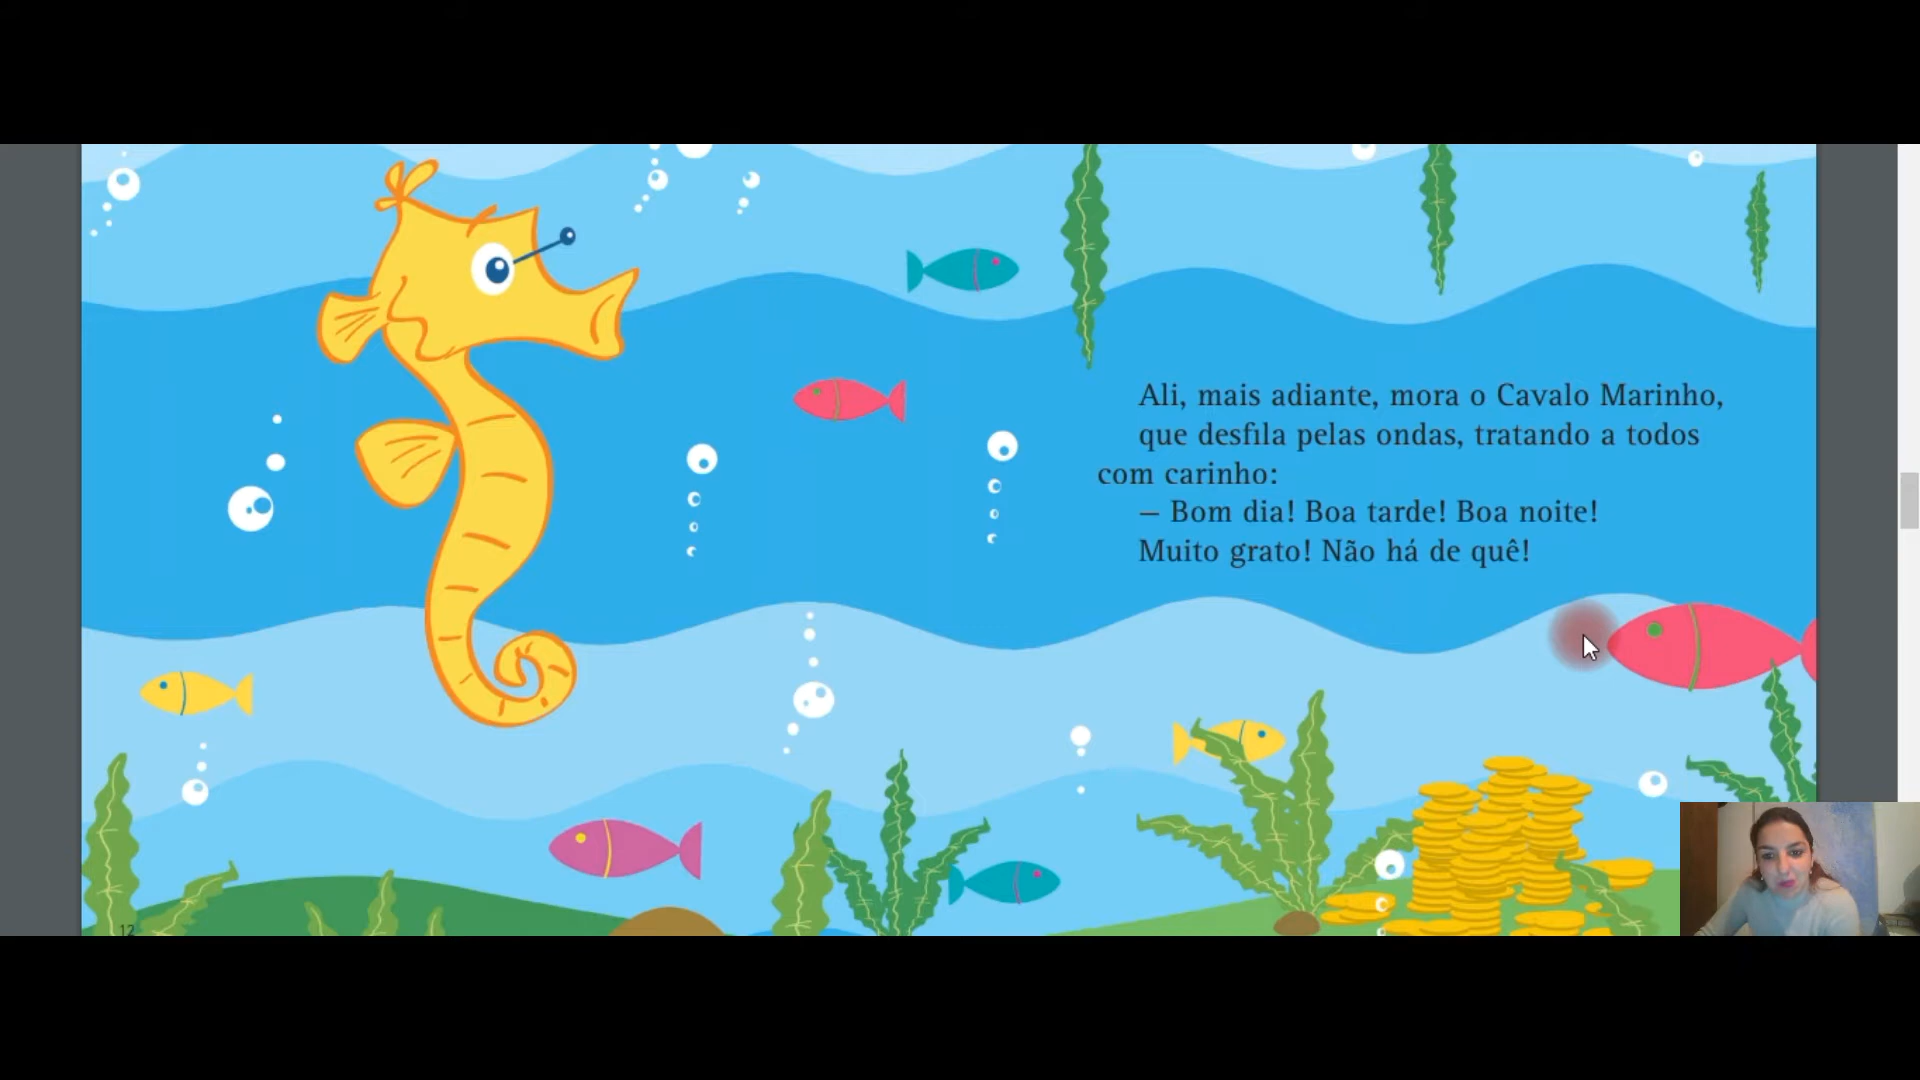 Ali, mais adiante, mora o Cavalo Marinho,
que desfila pelas ondas, tratando a todos
com carinho:
— Bom dia! Boa tarde! Boa noite!
Muito grato! Não há de quê!
12